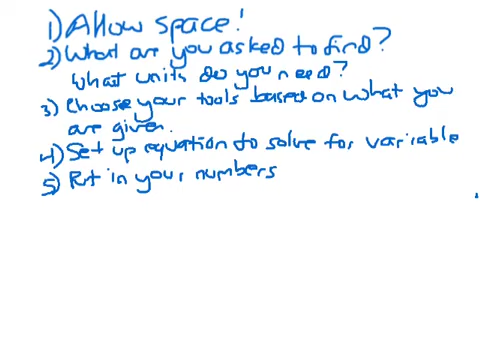 1) Allow space!
2) What are you asked to find?
What units do you need?
3) Choose your tools based on what you
are given.
4) Set up equation to solve for variable
5) Put in your numbers